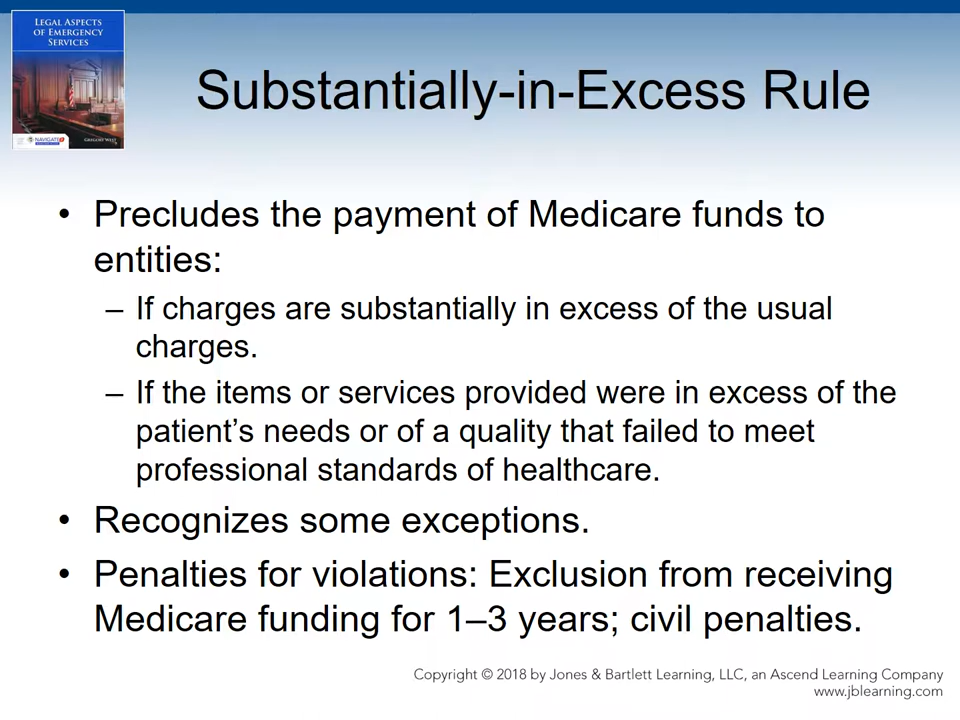 LEGAL ASPECTS
OF EMERGENCY
SERVICES
NAVIGATE
GREGORY WEST
Substantially-in-Excess Rule
• Precludes the payment of Medicare funds to
entities:
– If charges are substantially in excess of the usual
charges.
– If the items or services provided were in excess of the
patient’s needs or of a quality that failed to meet
professional standards of healthcare.
• Recognizes some exceptions.
• Penalties for violations: Exclusion from receiving
Medicare funding for 1–3 years; civil penalties.
Copyright © 2018 by Jones & Bartlett Learning, LLC, an Ascend Learning Company
www.jblearning.com